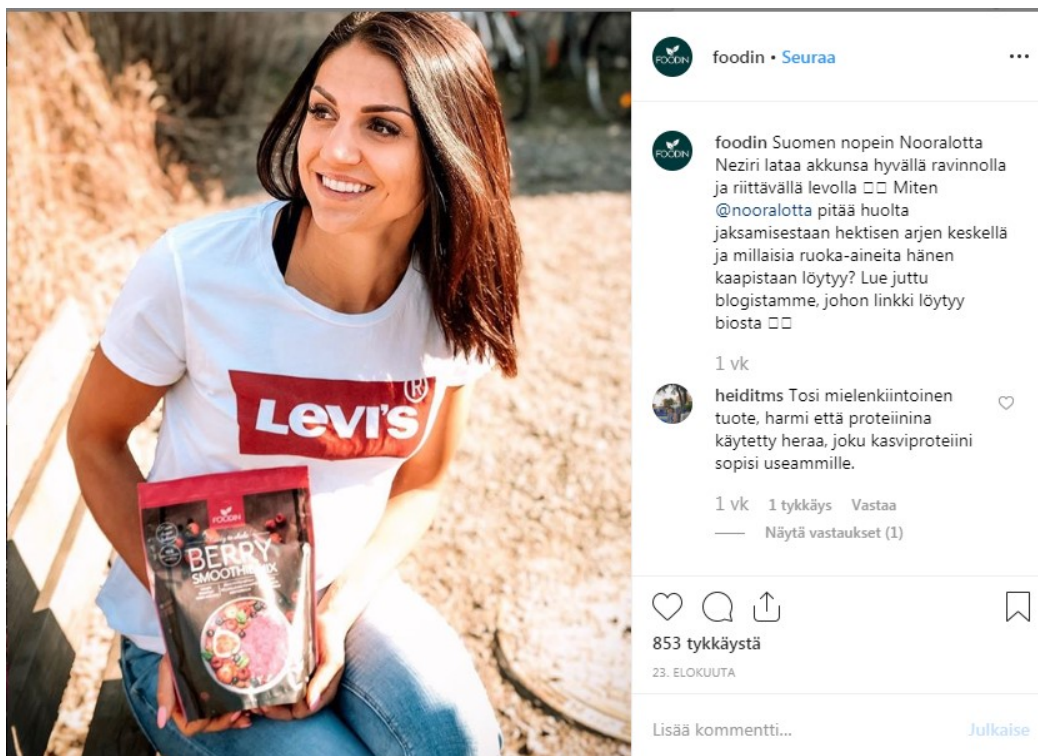 foodin • Seuraa
FOODIN
FOODIN
foodin Suomen nopein Nooralotta
Neziri lataa akkunsa hyvällä ravinnolla
ja riittävällä levolla □□ Miten
@nooralotta pitää huolta
jaksamisestaan hektisen arjen keskellä
ja millaisia ruoka-aineita hänen
kaapistaan löytyy? Lue juttu
blogistamme, johon linkki löytyy
biosta □□
1 vk
heiditms Tosi mielenkiintoinen
tuote, harmi että proteiinina
käytetty heraa, joku kasviproteiini
sopisi useammille.
1 vk 1 tykkäys Vastaa
Näytä vastaukset (1)
853 tykkäystä
23. ELOKUUTA
Lisää kommentti... Julkaise
Levi's ®
FOODIN
BERRY
SMOOTHIE MIX